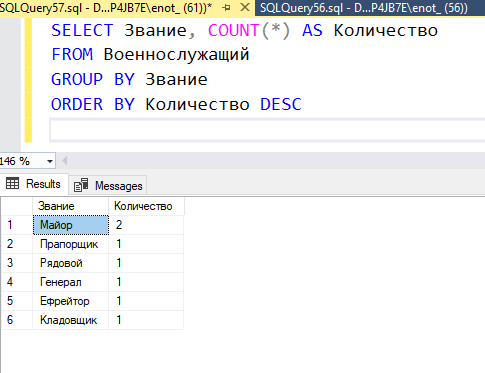 SQLQuery57.sql - D...P4JB7E\enot_ (61))* SQLQuery56.sql - D...P4JB7E\enot_ (56))
SELECT Звание, COUNT(*) AS Количество
FROM Военнослужащий
GROUP BY Звание
ORDER BY Количество DESC
146 %
Results Messages
Звание Количество
1 Майор 2
2 Прапорщик 1
3 Рядовой 1
4 Генерал 1
5 Ефрейтор 1
6 Кладовщик 1